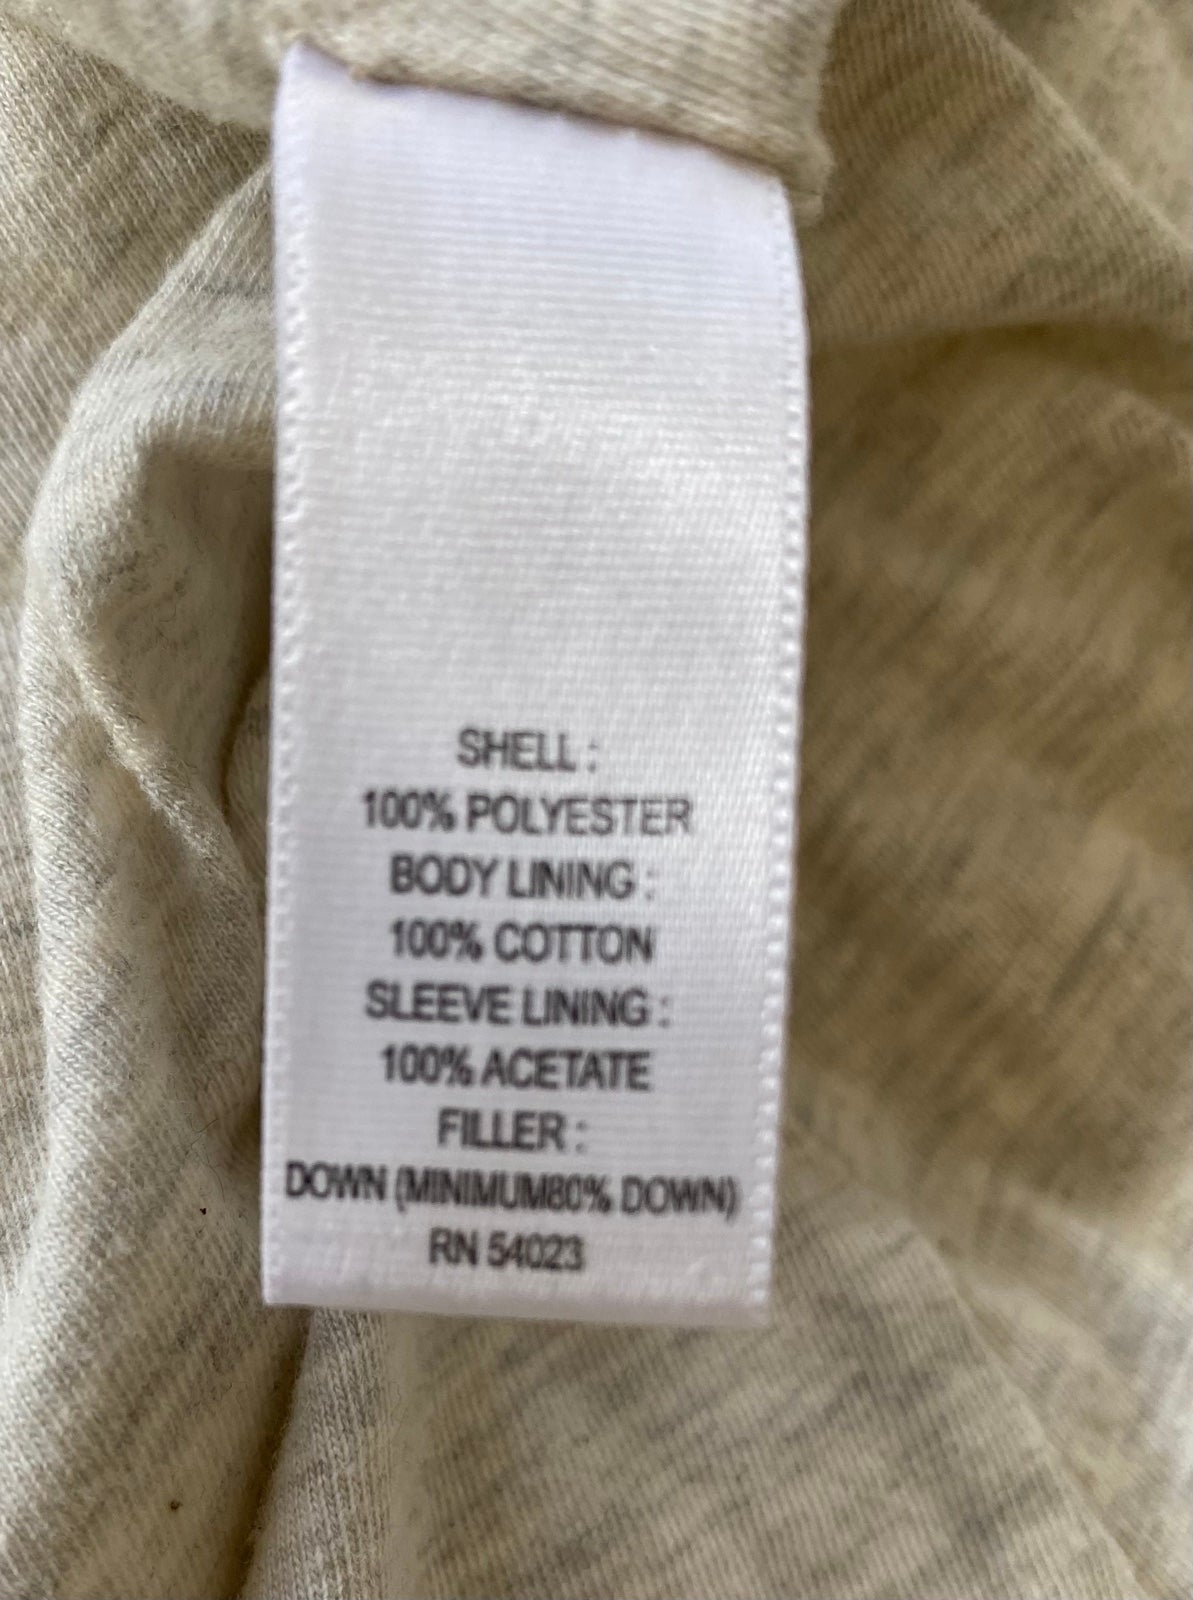 SHELL :
100% POLYESTER
BODY LINING :
100% COTTON
SLEEVE LINING :
100% ACETATE
FILLER :
DOWN (MINIMUM80% DOWN)
RN 54023